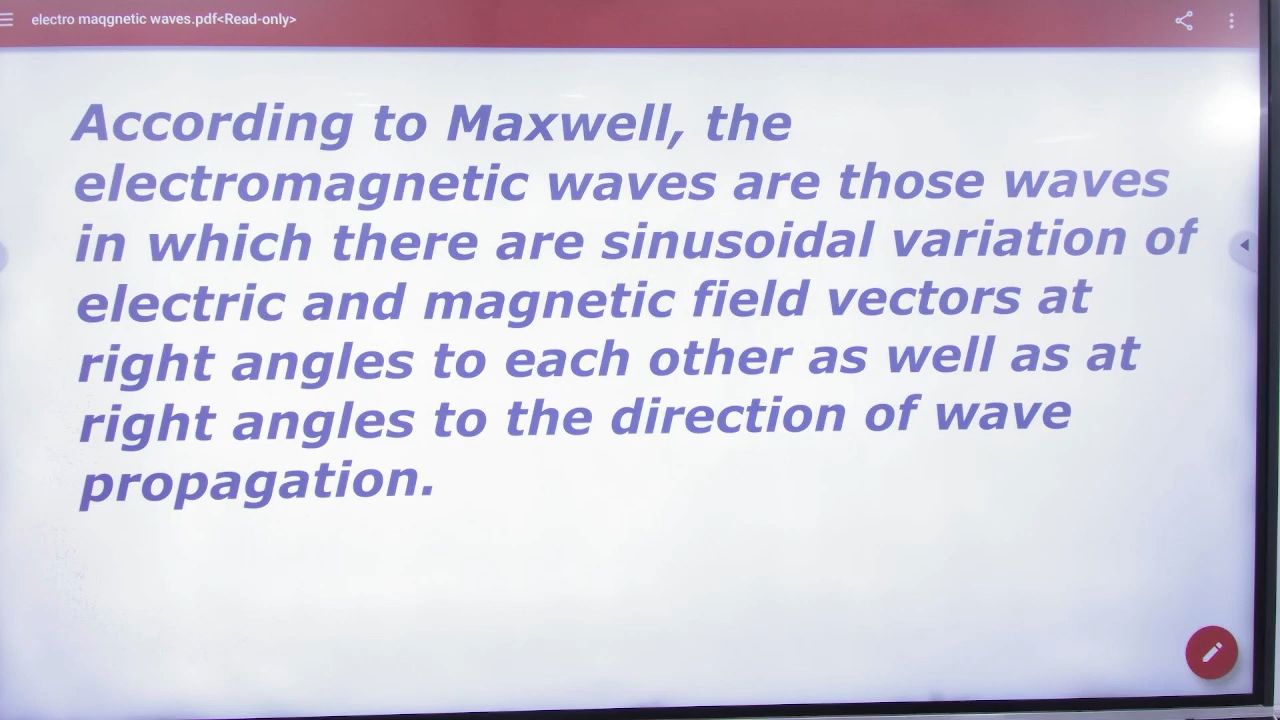 electro maqgnetic waves.pdf<Read-only>
According to Maxwell, the
electromagnetic waves are those waves
in which there are sinusoidal variation of
electric and magnetic field vectors at
right angles to each other as well as at
right angles to the direction of wave
propagation.